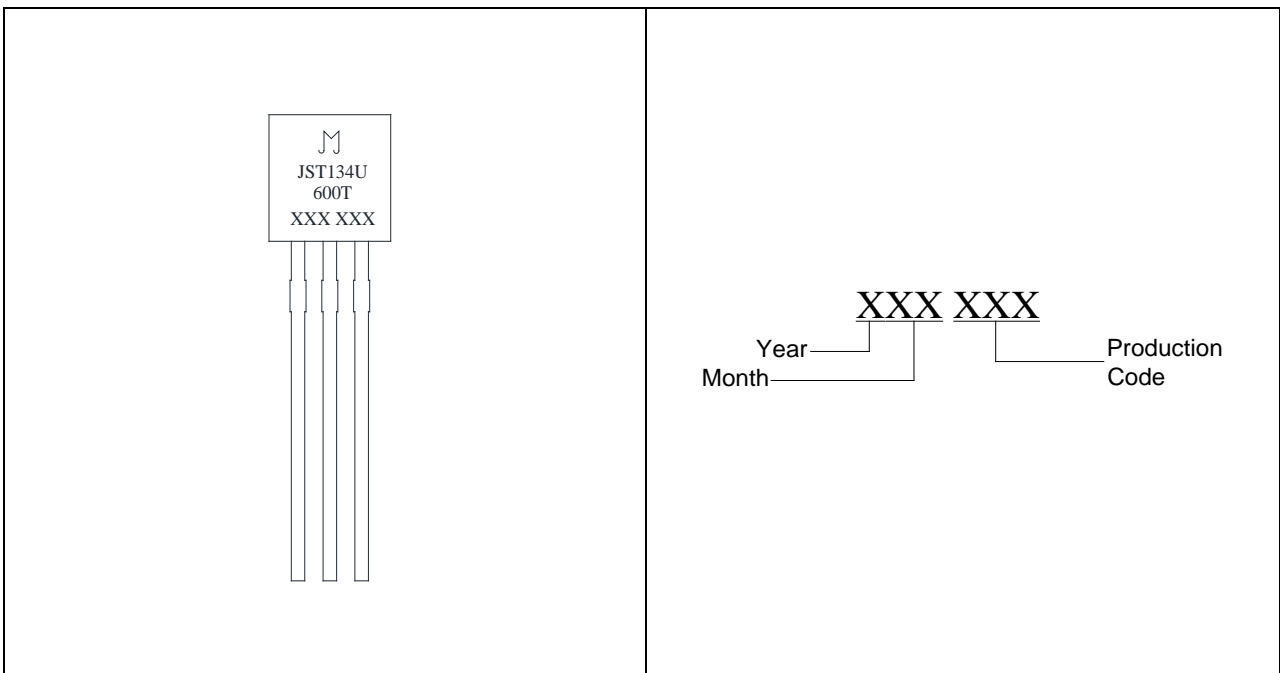 JST134U
600T
XXX XXX
XXX XXX
Year
Month
Production
Code